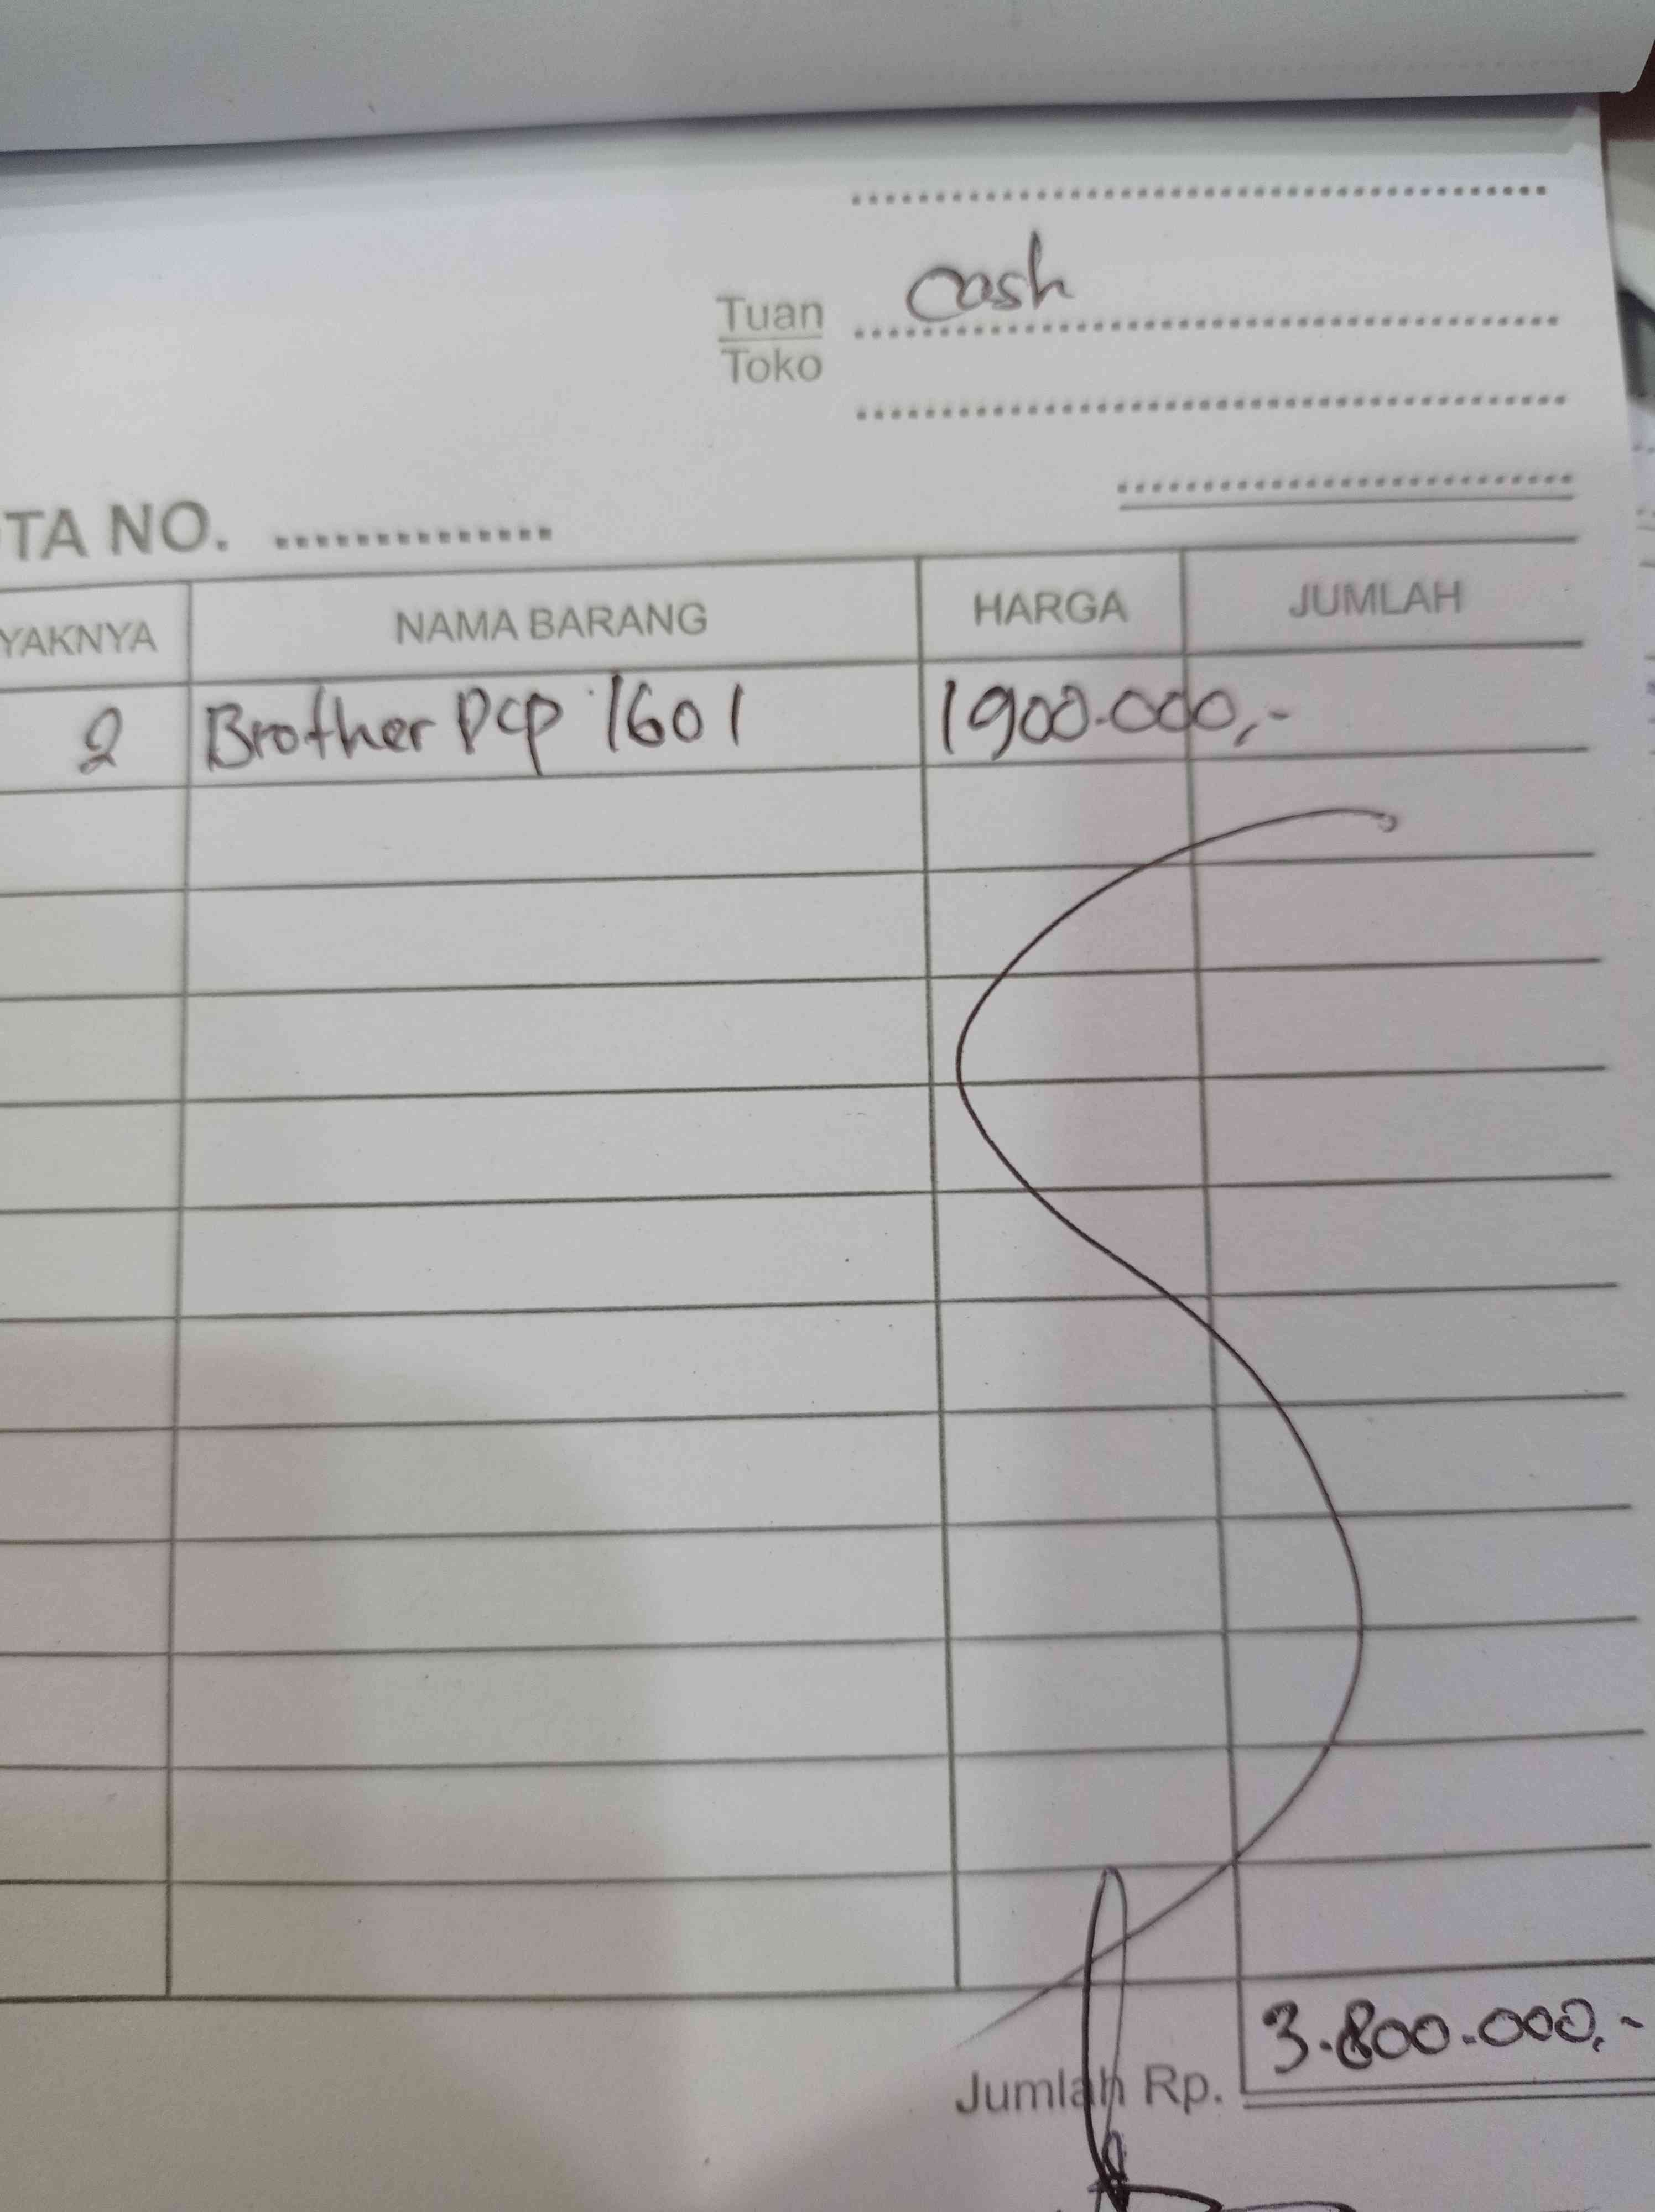 Tuan Cash
Toko
TA NO.
YAKNYA NAMA BARANG HARGA JUMLAH
2 Brother Dcp 1601 1900.000,-
Jumlah Rp. 3.800.000,-